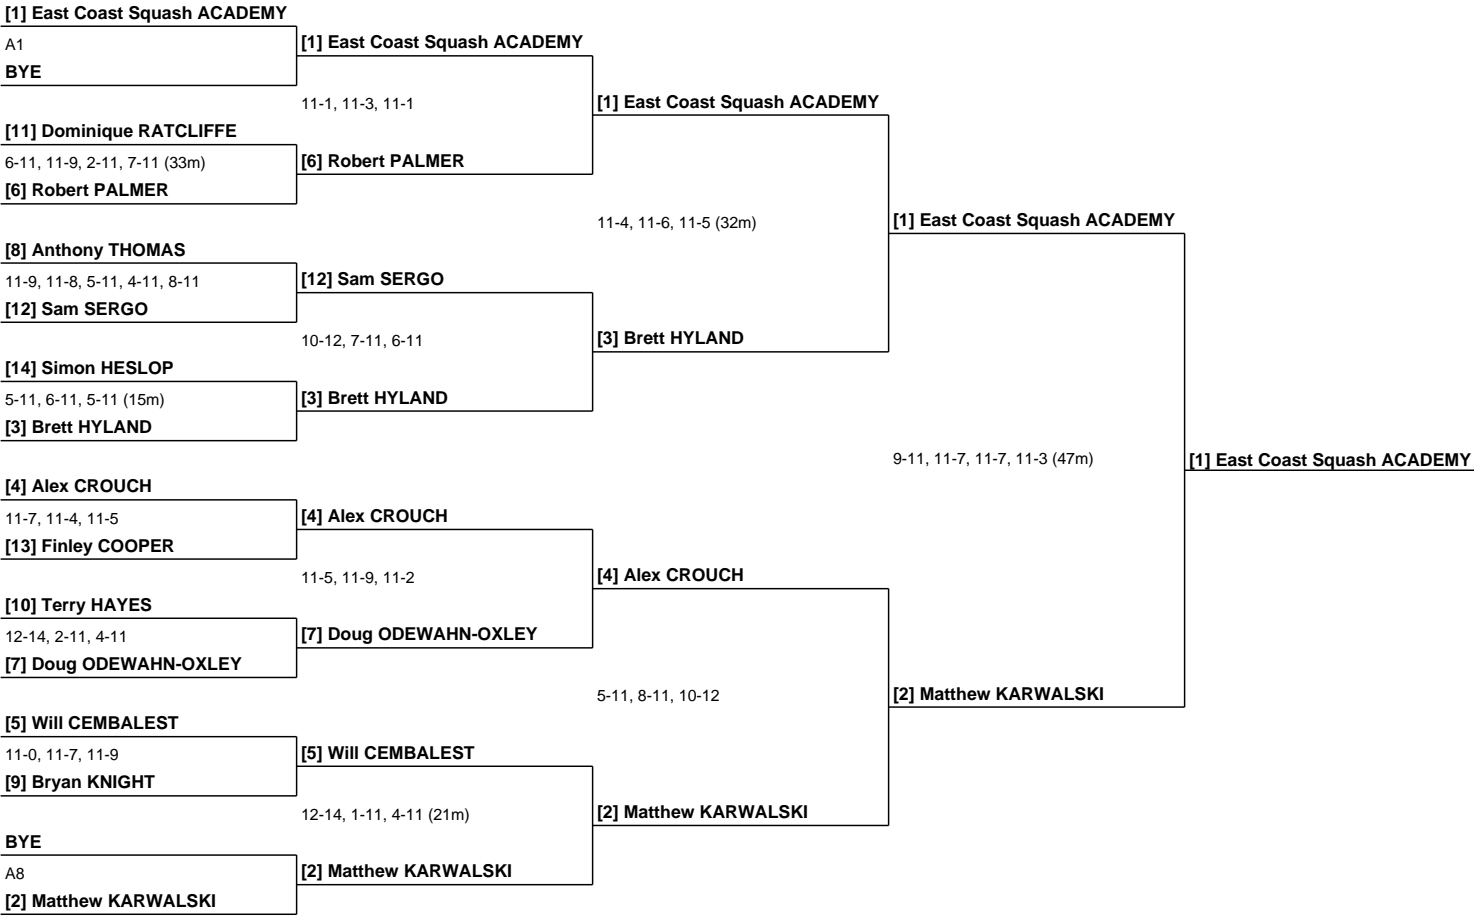 [1] East Coast Squash ACADEMY
A1
BYE
[1] East Coast Squash ACADEMY
11-1, 11-3, 11-1
[1] East Coast Squash ACADEMY
[11] Dominique RATCLIFFE
6-11, 11-9, 2-11, 7-11 (33m)
[6] Robert PALMER
[6] Robert PALMER
11-4, 11-6, 11-5 (32m)
[1] East Coast Squash ACADEMY
[8] Anthony THOMAS
11-9, 11-8, 5-11, 4-11, 8-11
[12] Sam SERGO
[12] Sam SERGO
10-12, 7-11, 6-11
[3] Brett HYLAND
[14] Simon HESLOP
5-11, 6-11, 5-11 (15m)
[3] Brett HYLAND
[3] Brett HYLAND
9-11, 11-7, 11-7, 11-3 (47m)
[1] East Coast Squash ACADEMY
[4] Alex CROUCH
11-7, 11-4, 11-5
[13] Finley COOPER
[4] Alex CROUCH
11-5, 11-9, 11-2
[4] Alex CROUCH
[10] Terry HAYES
12-14, 2-11, 4-11
[7] Doug ODEWAHN-OXLEY
[7] Doug ODEWAHN-OXLEY
5-11, 8-11, 10-12
[2] Matthew KARWALSKI
[5] Will CEMBALEST
11-0, 11-7, 11-9
[9] Bryan KNIGHT
[5] Will CEMBALEST
12-14, 1-11, 4-11 (21m)
[2] Matthew KARWALSKI
BYE
A8
[2] Matthew KARWALSKI
[2] Matthew KARWALSKI